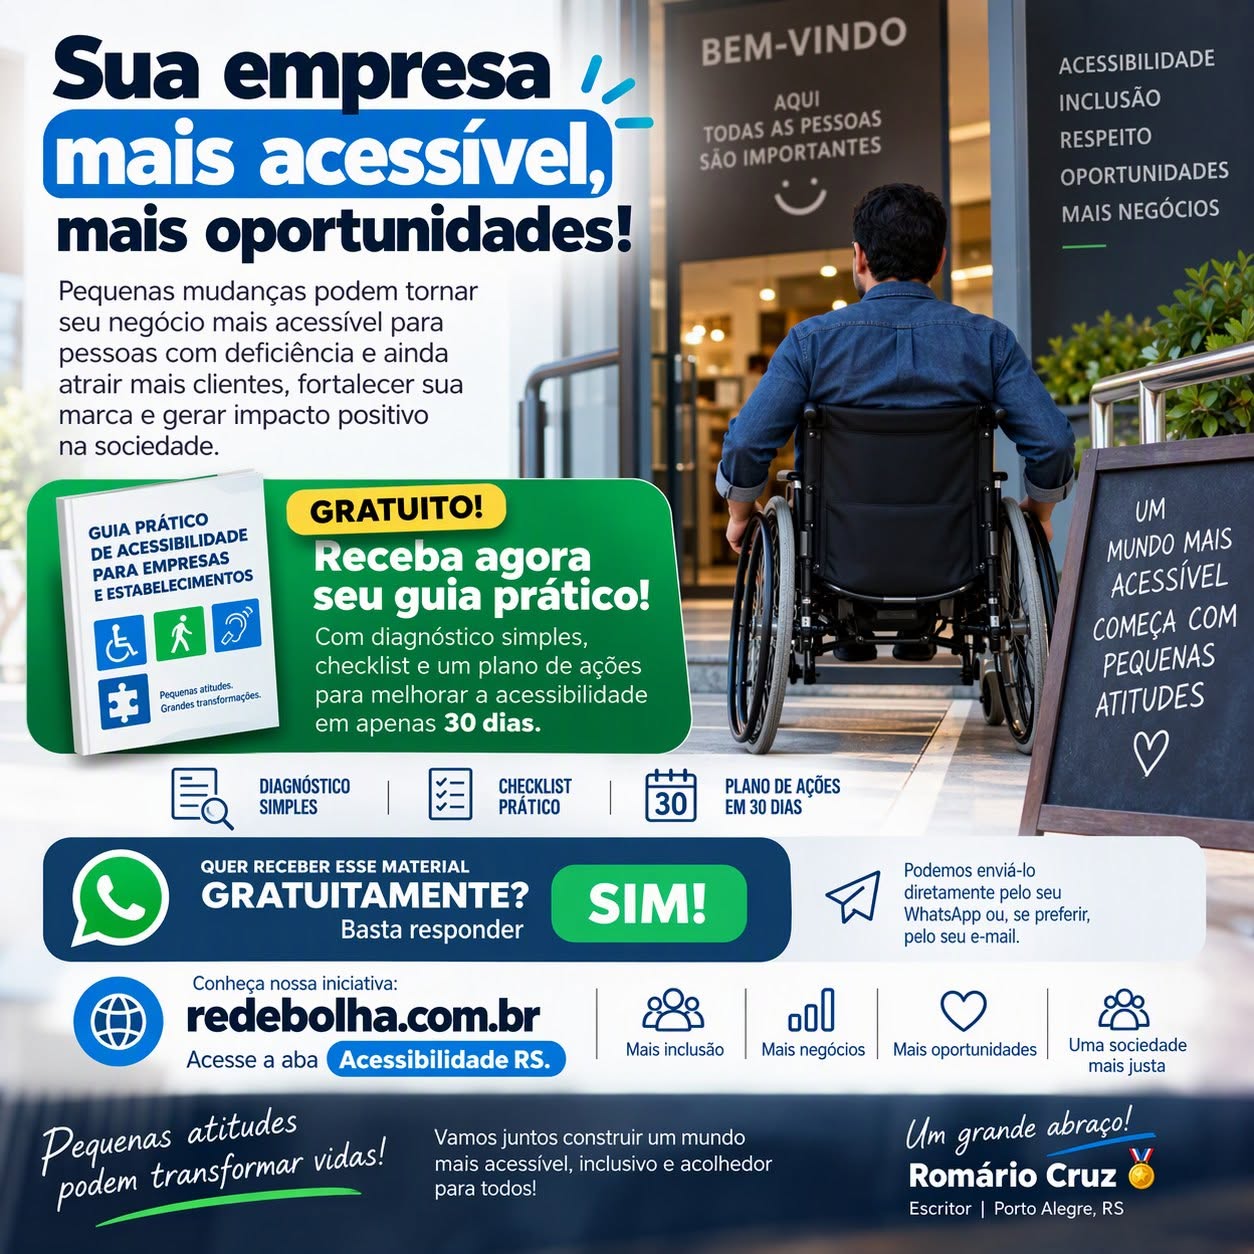 Sua empresa
mais acessível,
mais oportunidades!
Pequenas mudanças podem tornar
seu negócio mais acessível para
pessoas com deficiência e ainda
atrair mais clientes, fortalecer sua
marca e gerar impacto positivo
na sociedade.
BEM-VINDO
AQUI
TODAS AS PESSOAS
SÃO IMPORTANTES
ACESSIBILIDADE
INCLUSÃO
RESPEITO
OPORTUNIDADES
MAIS NEGÓCIOS
GUIA PRÁTICO
DE ACESSIBILIDADE
PARA EMPRESAS
E ESTABELECIMENTOS
Pequenas atitudes.
Grandes transformações.
GRATUITO!
Receba agora
seu guia prático!
Com diagnóstico simples,
checklist e um plano de ações
para melhorar a acessibilidade
em apenas 30 dias.
UM
MUNDO MAIS
ACESSÍVEL
COMEÇA COM
PEQUENAS
ATITUDES
DIAGNÓSTICO
SIMPLES
CHECKLIST
PRÁTICO
30
PLANO DE AÇÕES
EM 30 DIAS
QUER RECEBER ESSE MATERIAL
GRATUITAMENTE?
Basta responder
SIM!
Podemos enviá-lo
diretamente pelo seu
WhatsApp ou, se preferir,
pelo seu e-mail.
Conheça nossa iniciativa:
redebolha.com.br
Acesse a aba Acessibilidade RS.
Mais inclusão
Mais negócios
Mais oportunidades
Uma sociedade
mais justa
Pequenas atitudes
podem transformar vidas!
Vamos juntos construir um mundo
mais acessível, inclusivo e acolhedor
para todos!
Um grande abraço!
Romário Cruz
Escritor | Porto Alegre, RS